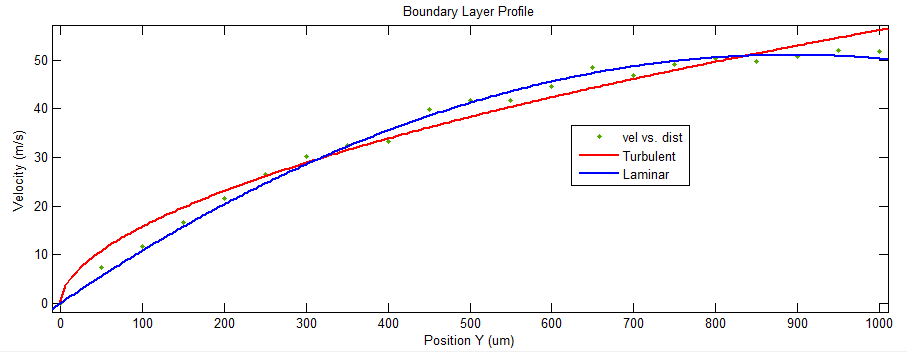 Boundary Layer Profile
Velocity (m/s)
50
40
30
20
10
0
vel vs. dist
Turbulent
Laminar
0 100 200 300 400 500 600 700 800 900 1000
Position Y (um)